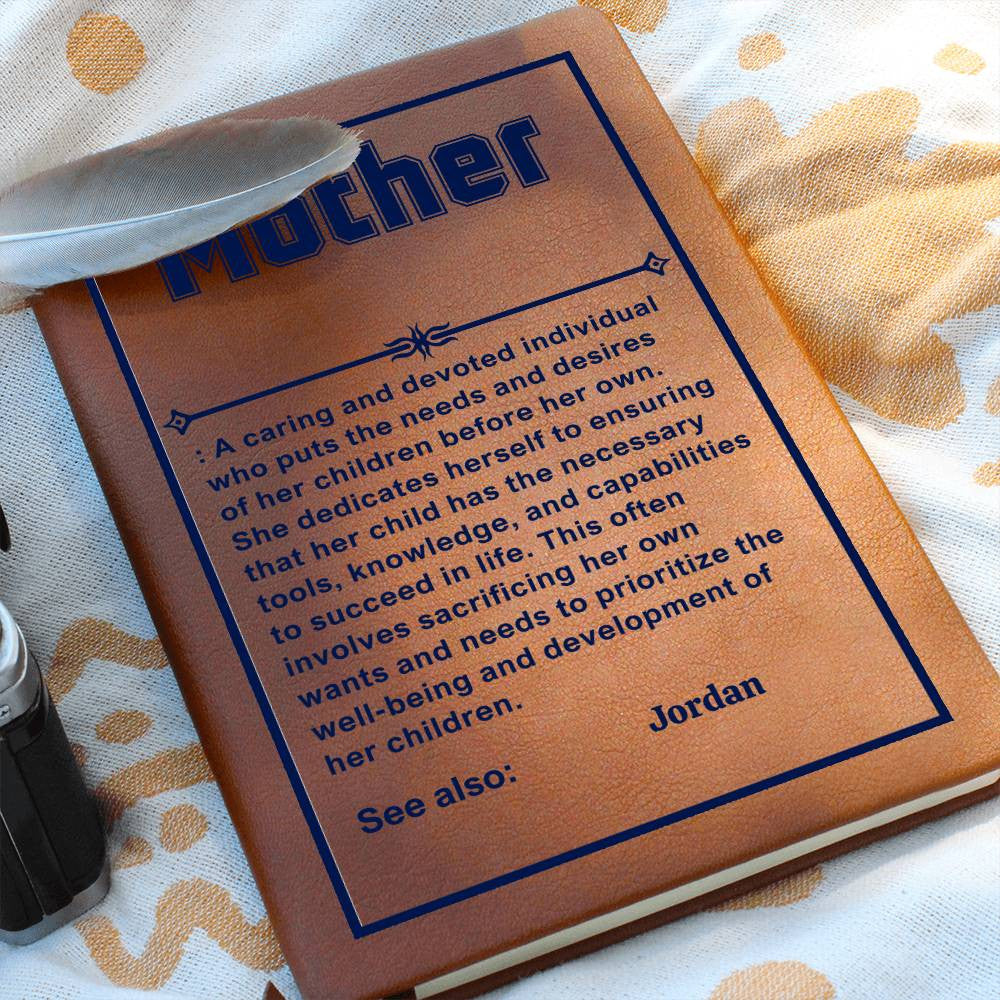 Mother
: A caring and devoted individual
who puts the needs and desires
of her children before her own.
She dedicates herself to ensuring
that her child has the necessary
tools, knowledge, and capabilities
to succeed in life. This often
involves sacrificing her own
wants and needs to prioritize the
well-being and development of
her children.
Jordan
See also: